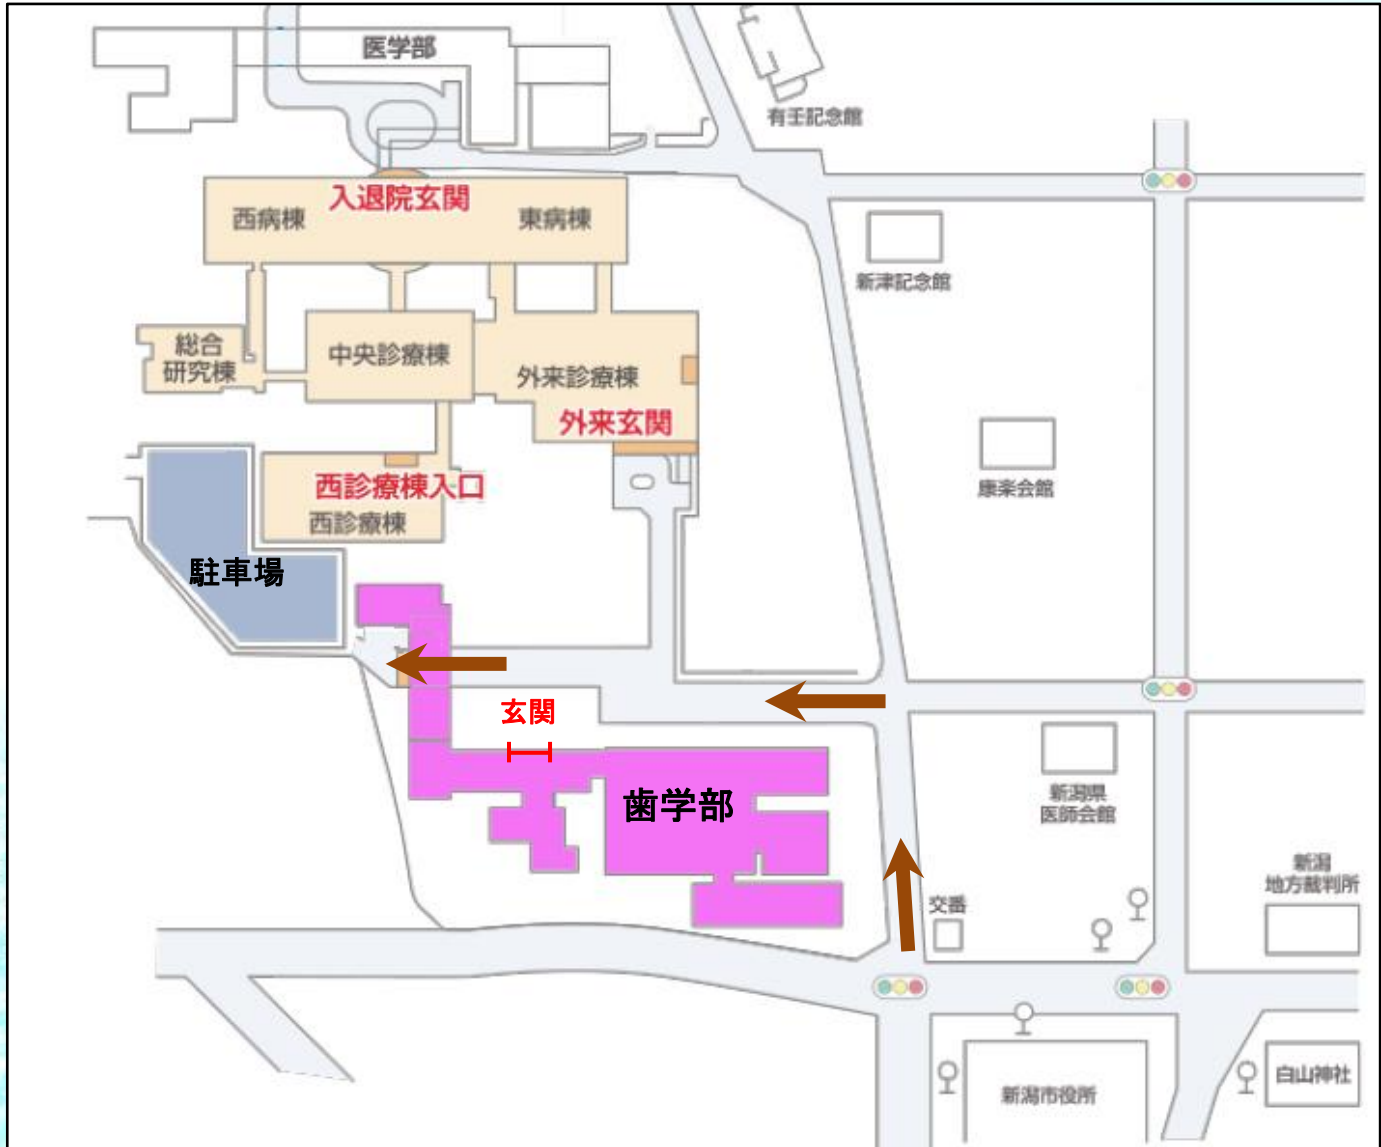 医学部
有壬記念館
入退院玄関
西病棟
東病棟
新津記念館
総合
研究棟
中央診療棟
外来診療棟
外来玄関
康楽会館
西診療棟入口
西診療棟
駐車場
玄関
歯学部
新潟県
医師会館
交番
新潟
地方裁判所
新潟市役所
白山神社